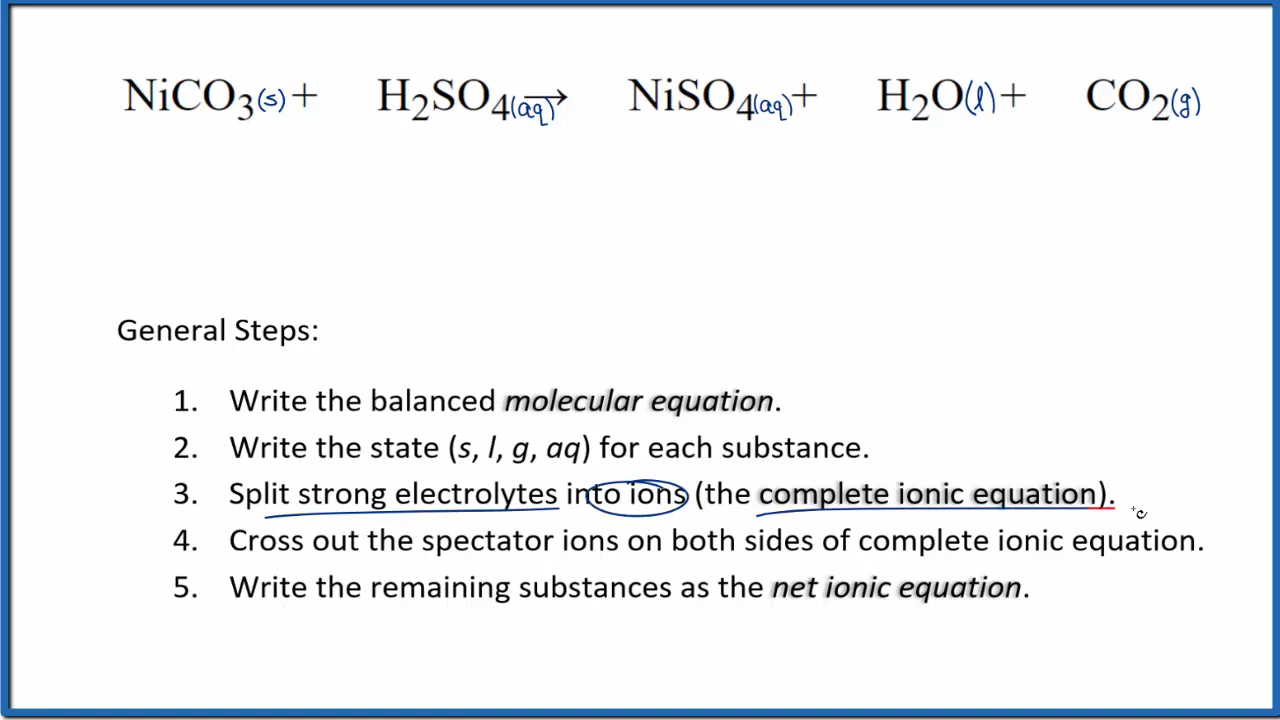 NiCO₃(s) + H₂SO₄(aq) → NiSO₄(aq) + H₂O(l) + CO₂(g)
General Steps:
1. Write the balanced molecular equation.
2. Write the state (s, l, g, aq) for each substance.
3. Split strong electrolytes into ions (the complete ionic equation).
4. Cross out the spectator ions on both sides of complete ionic equation.
5. Write the remaining substances as the net ionic equation.